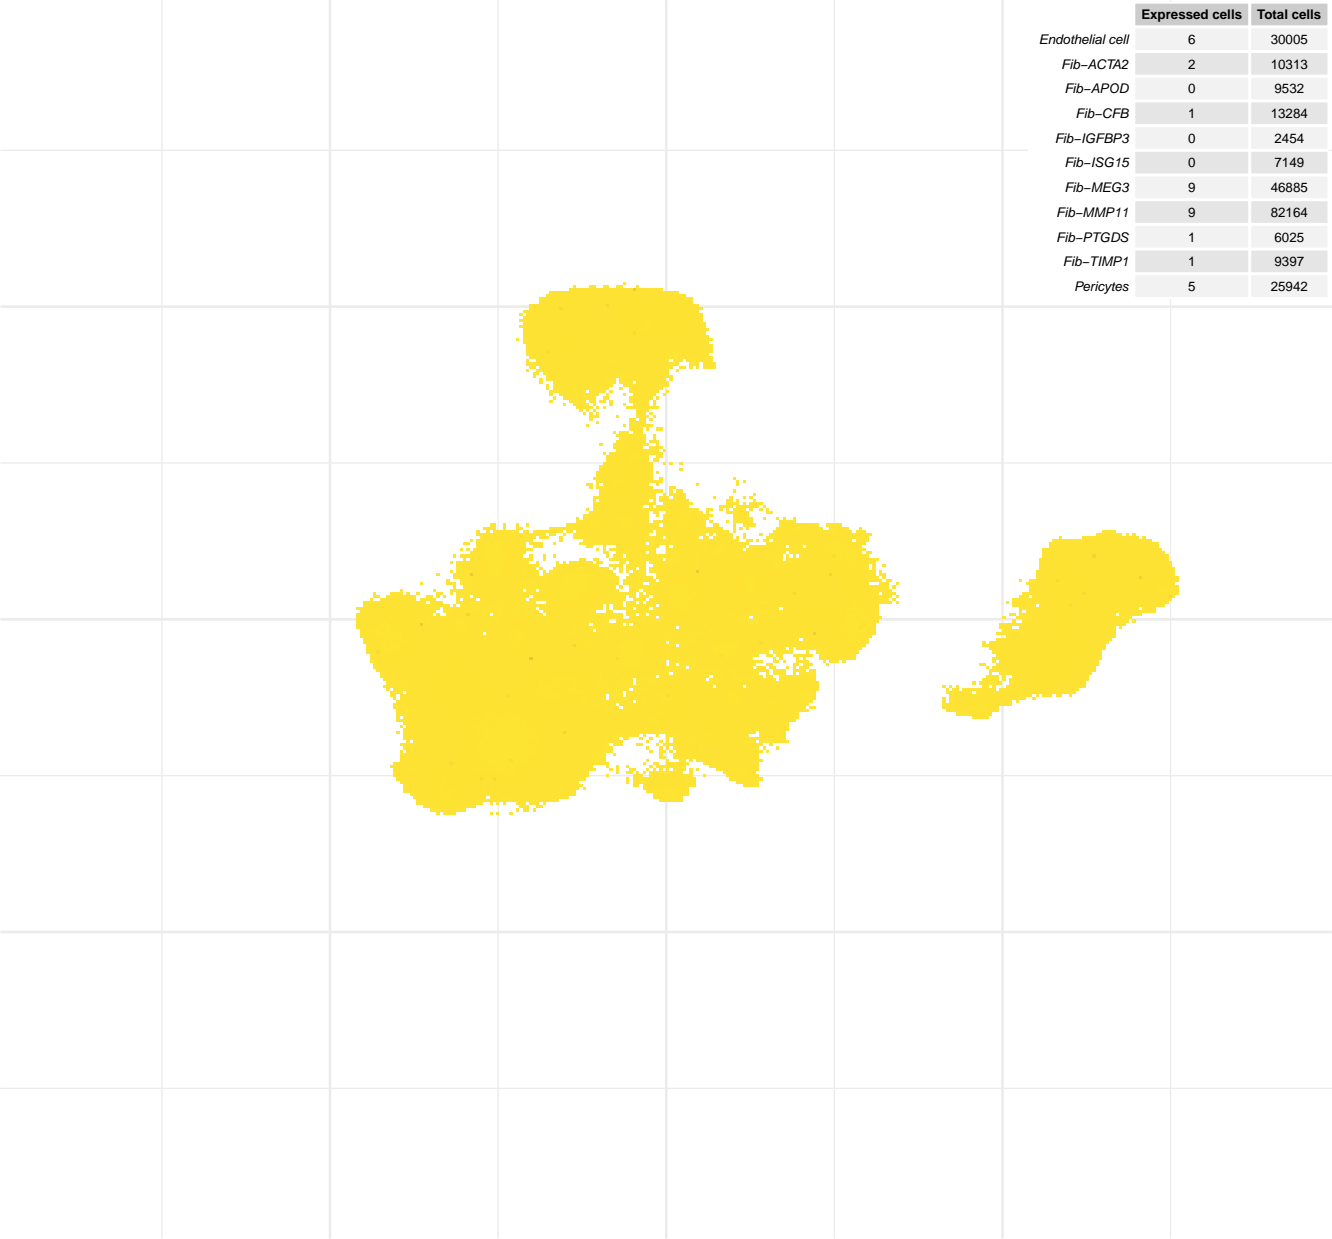 Expressed cells Total cells
Endothelial cell 6 30005
Fib−ACTA2 2 10313
Fib−APOD 0 9532
Fib−CFB 1 13284
Fib−IGFBP3 0 2454
Fib−ISG15 0 7149
Fib−MEG3 9 46885
Fib−MMP11 9 82164
Fib−PTGDS 1 6025
Fib−TIMP1 1 9397
Pericytes 5 25942